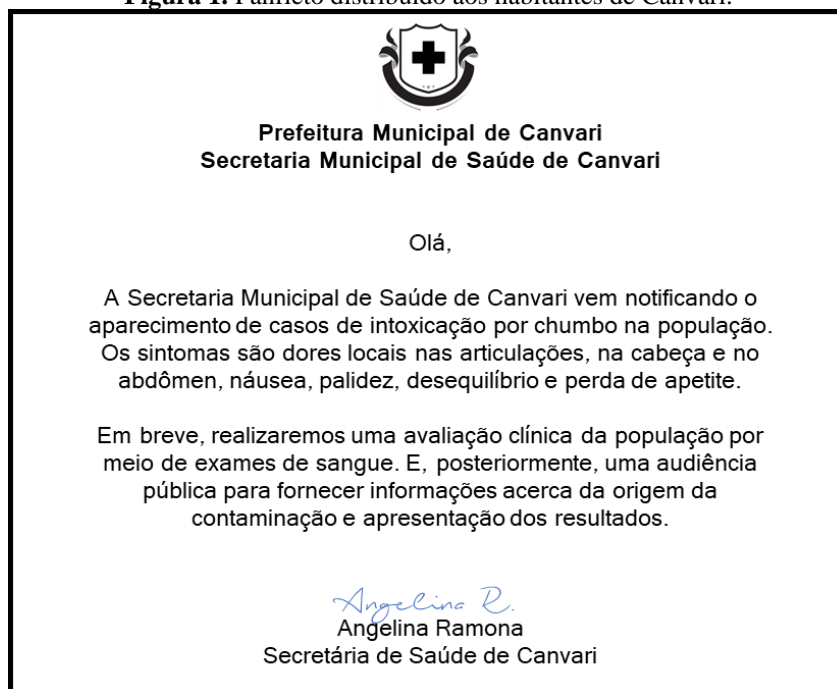 Figura 1. Panfleto distribuído aos habitantes de Canvari.
Prefeitura Municipal de Canvari
Secretaria Municipal de Saúde de Canvari
Olá,
A Secretaria Municipal de Saúde de Canvari vem notificando o
aparecimento de casos de intoxicação por chumbo na população.
Os sintomas são dores locais nas articulações, na cabeça e no
abdômen, náusea, palidez, desequilíbrio e perda de apetite.
Em breve, realizaremos uma avaliação clínica da população por
meio de exames de sangue. E, posteriormente, uma audiência
pública para fornecer informações acerca da origem da
contaminação e apresentação dos resultados.
Angelina R.
Angelina Ramona
Secretária de Saúde de Canvari